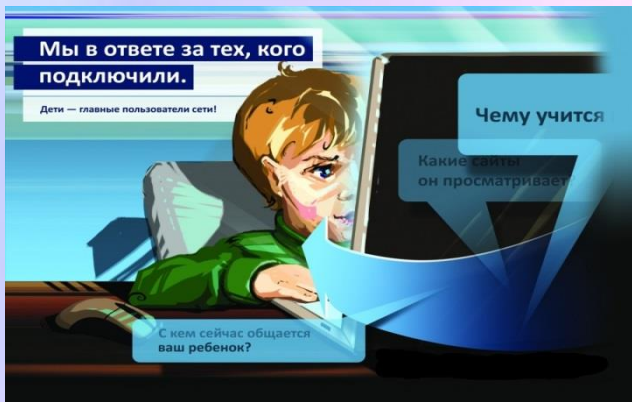 Мы в ответе за тех, кого
подключили.
Дети — главные пользователи сети!
Чему учится
Какие сайты
он просматривает
С кем сейчас общается
ваш ребенок?